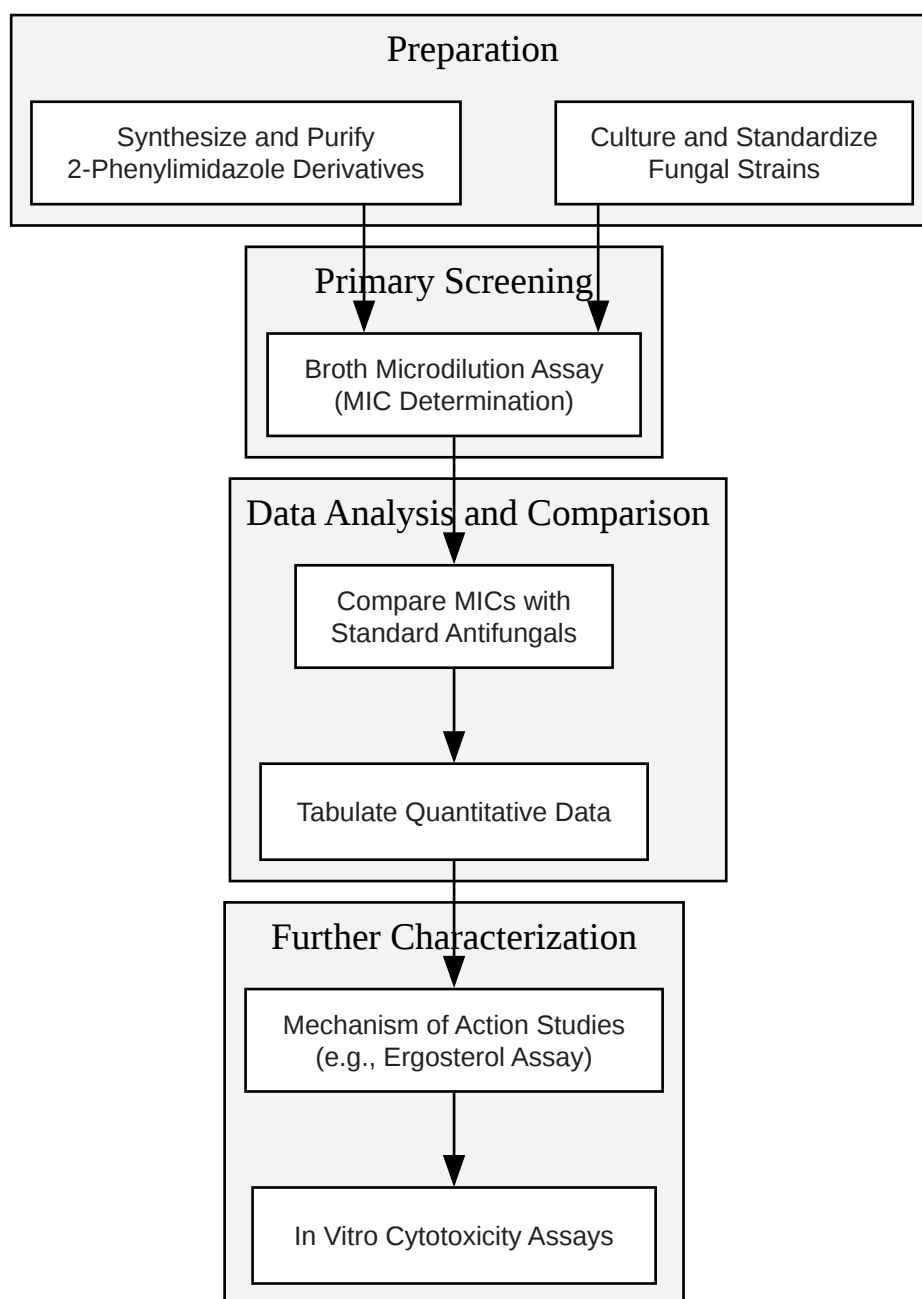 Preparation
Synthesize and Purify
2-Phenylimidazole Derivatives
Culture and Standardize
Fungal Strains
Primary Screening
Broth Microdilution Assay
(MIC Determination)
Data Analysis and Comparison
Compare MICs with
Standard Antifungals
Tabulate Quantitative Data
Further Characterization
Mechanism of Action Studies
(e.g., Ergosterol Assay)
In Vitro Cytotoxicity Assays